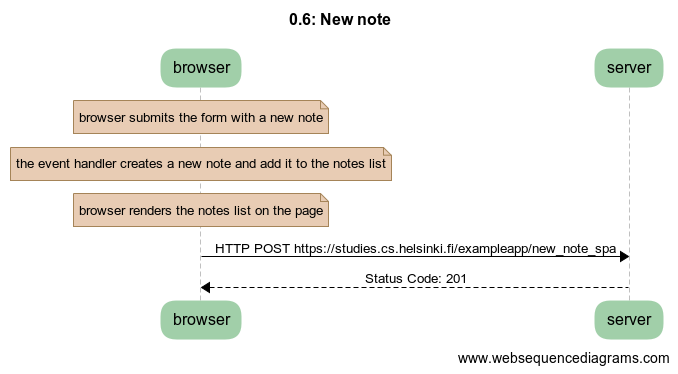 0.6: New note
browser
server
browser submits the form with a new note
the event handler creates a new note and add it to the notes list
browser renders the notes list on the page
HTTP POST https://studies.cs.helsinki.fi/exampleapp/new_note_spa
Status Code: 201
browser
server
www.websequencediagrams.com